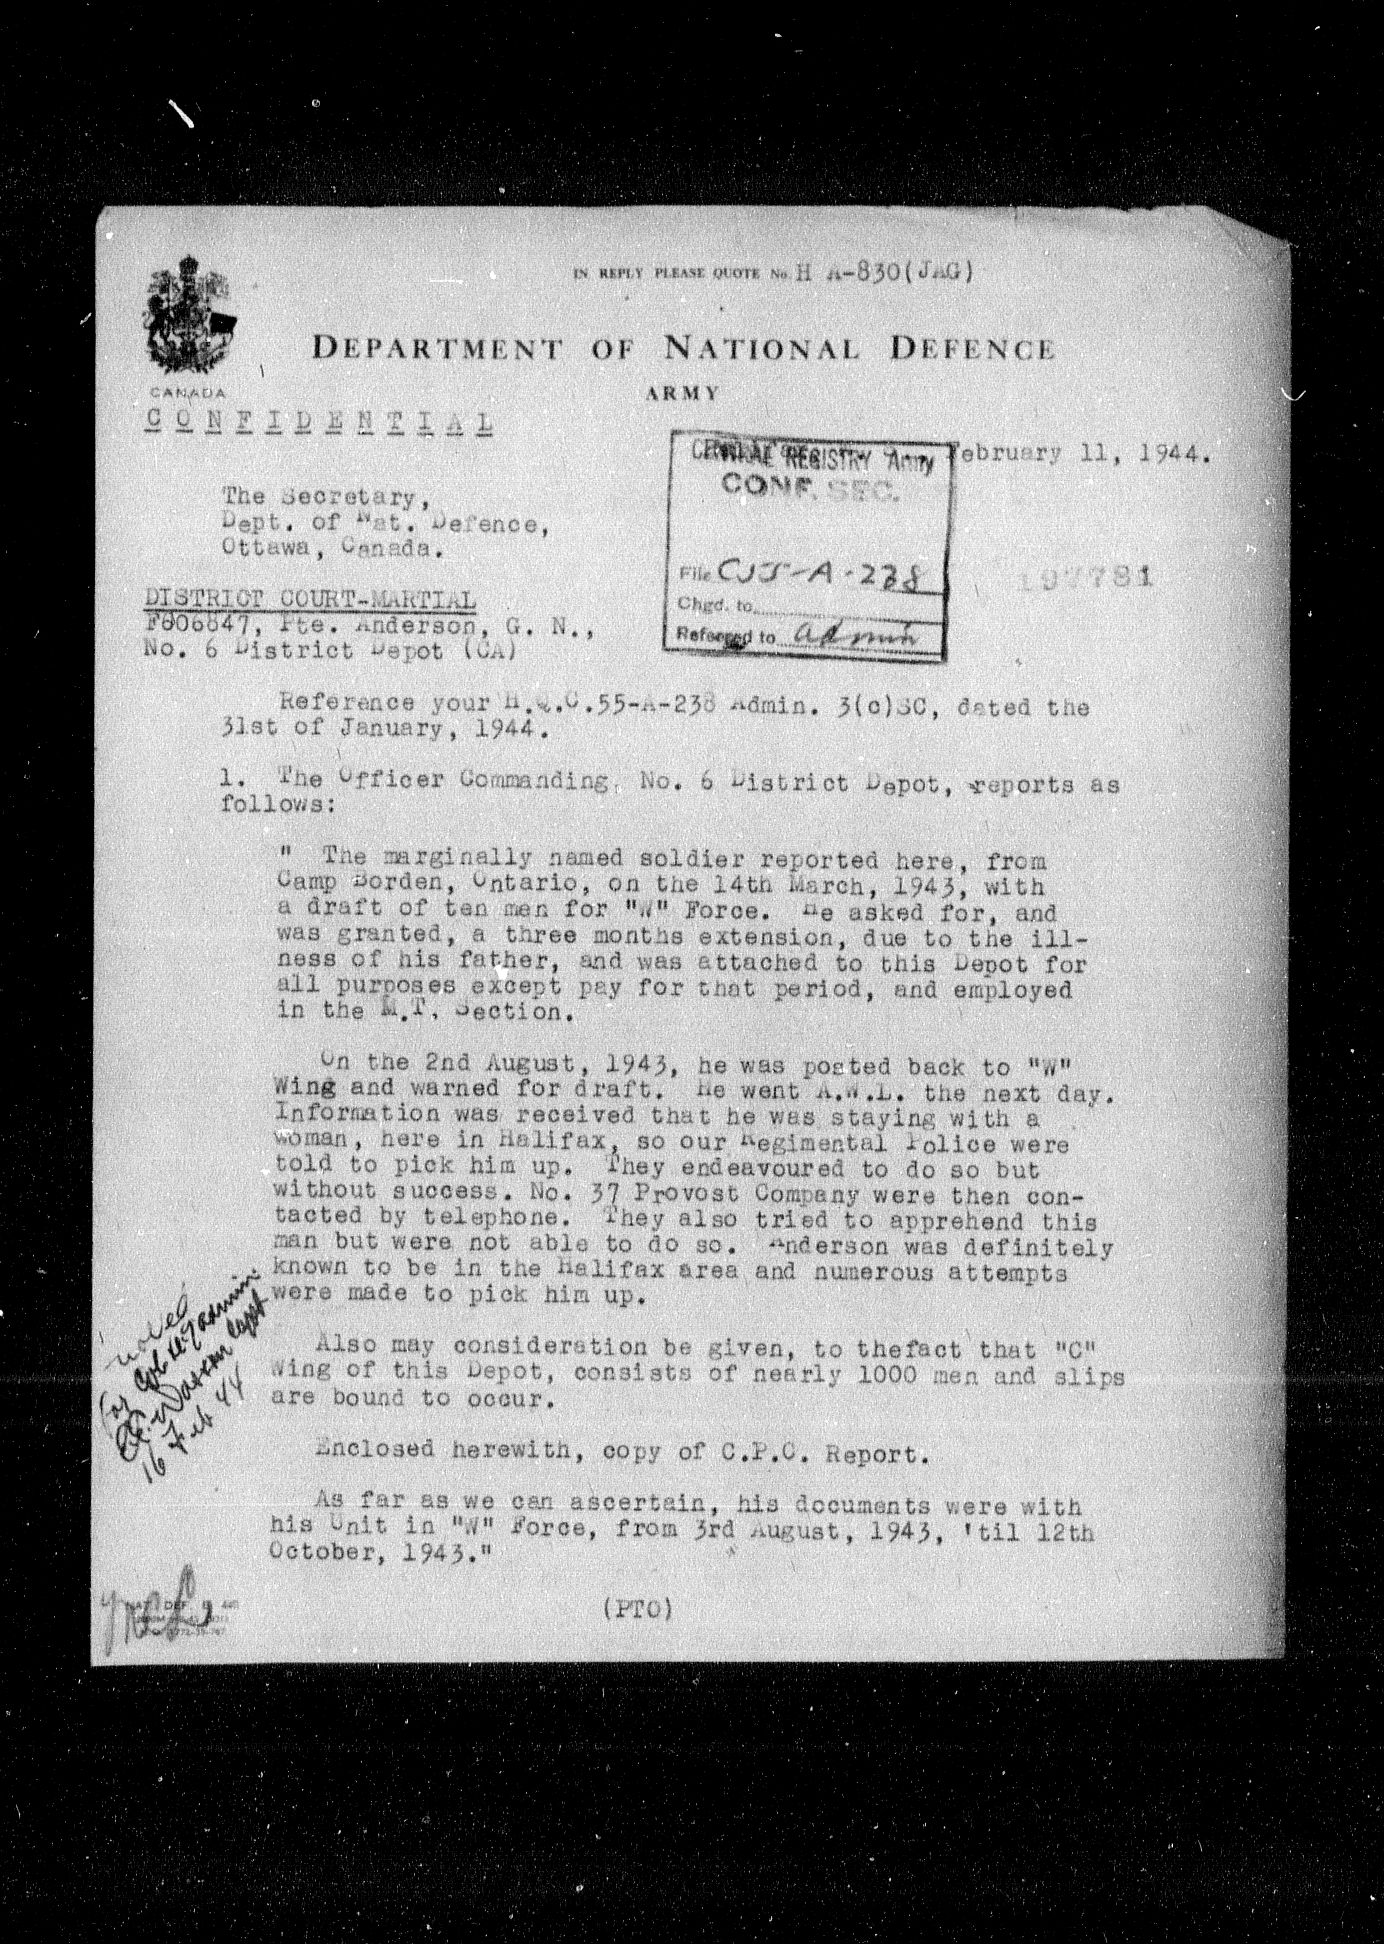 IN REPLY PLEASE QUOTE No. H A-830(JAG)
DEPARTMENT OF NATIONAL DEFENCE
CANADA
ARMY
CONFIDENTIAL
CENTRAL REGISTRY Army
February 11, 1944.
CONF. SEC.
The Secretary,
Dept. of Nat. Defence,
Ottawa, Canada.
File C55-A-238
197781
Chgd. to
Referred to Admin
DISTRICT COURT-MARTIAL
F806847, Pte. Anderson, G. N.,
No. 6 District Depot (CA)
Reference your H.Q.C.55-A-238 Admin. 3(c)SC, dated the
31st of January, 1944.
1. The Officer Commanding, No. 6 District Depot, reports as
follows:
" The marginally named soldier reported here, from
Camp Borden, Ontario, on the 14th March, 1943, with
a draft of ten men for "W" Force. He asked for, and
was granted, a three months extension, due to the ill-
ness of his father, and was attached to this Depot for
all purposes except pay for that period, and employed
in the M.T. Section.
On the 2nd August, 1943, he was posted back to "W"
Wing and warned for draft. He went A.W.L. the next day.
Information was received that he was staying with a
woman, here in Halifax, so our Regimental Police were
told to pick him up. They endeavoured to do so but
without success. No. 37 Provost Company were then con-
tacted by telephone. They also tried to apprehend this
man but were not able to do so. Anderson was definitely
known to be in the Halifax area and numerous attempts
were made to pick him up.
Also may consideration be given, to thefact that "C"
Wing of this Depot, consists of nearly 1000 men and slips
are bound to occur.
Enclosed herewith, copy of C.P.C. Report.
As far as we can ascertain, his documents were with
his Unit in "W" Force, from 3rd August, 1943, 'til 12th
October, 1943."
(PTO)
noted
16 Feb 44